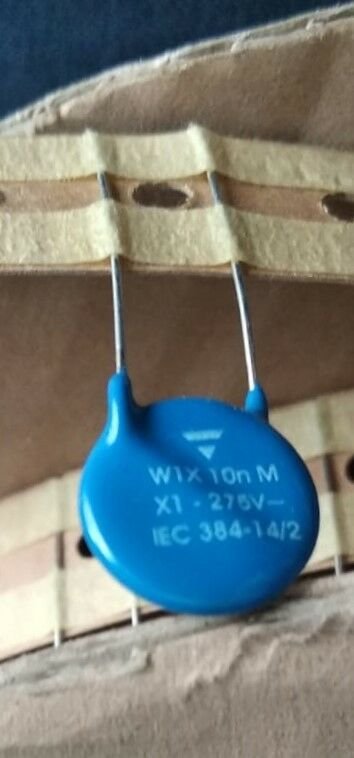 W1X 10n M
X1 - 275V~
IEC 384-14/2